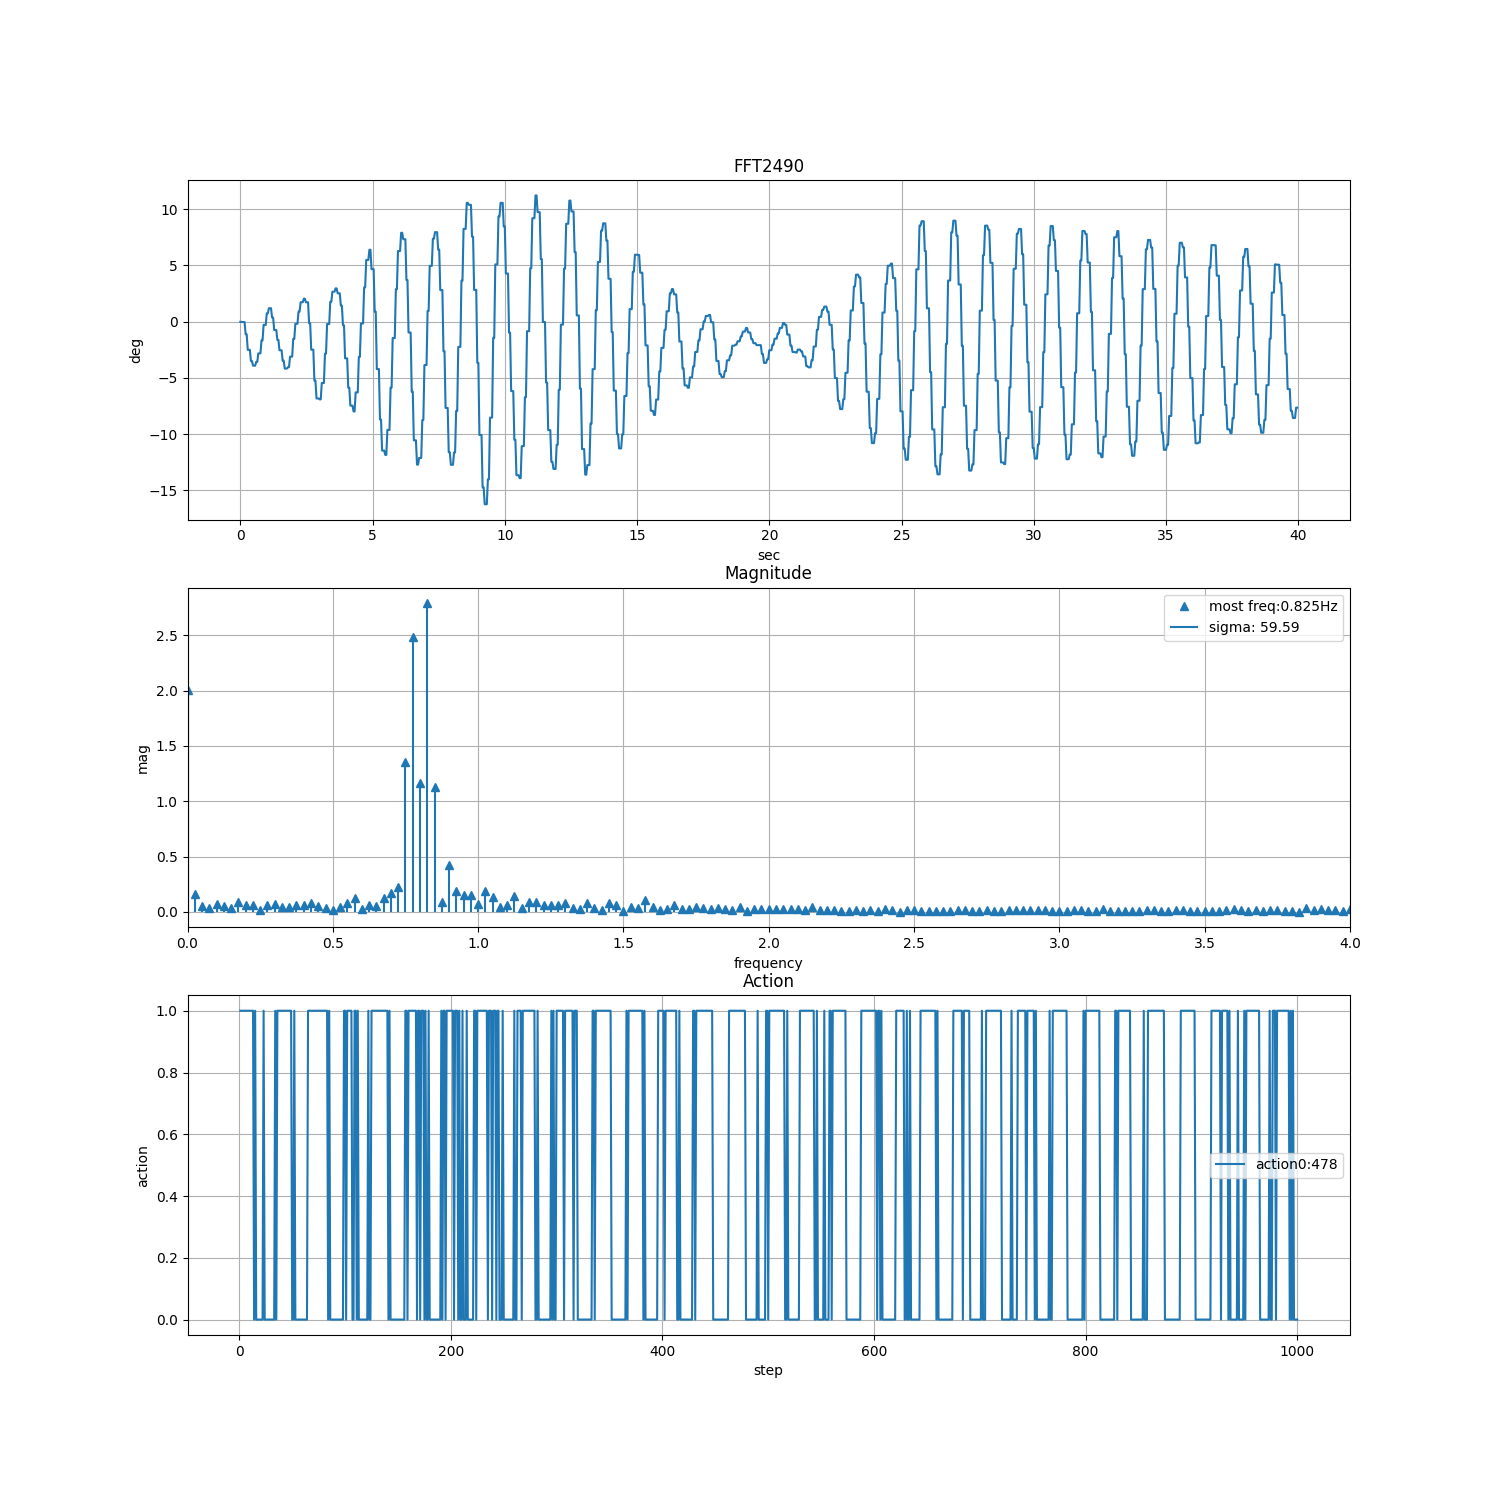 FFT2490
10
5
0
−5
−10
−15
deg
0 5 10 15 20 25 30 35 40
sec
Magnitude
most freq:0.825Hz
sigma: 59.59
2.5
2.0
1.5
1.0
0.5
0.0
mag
0.0 0.5 1.0 1.5 2.0 2.5 3.0 3.5 4.0
frequency
Action
1.0
0.8
0.6
0.4
0.2
0.0
action
action0:478
0 200 400 600 800 1000
step